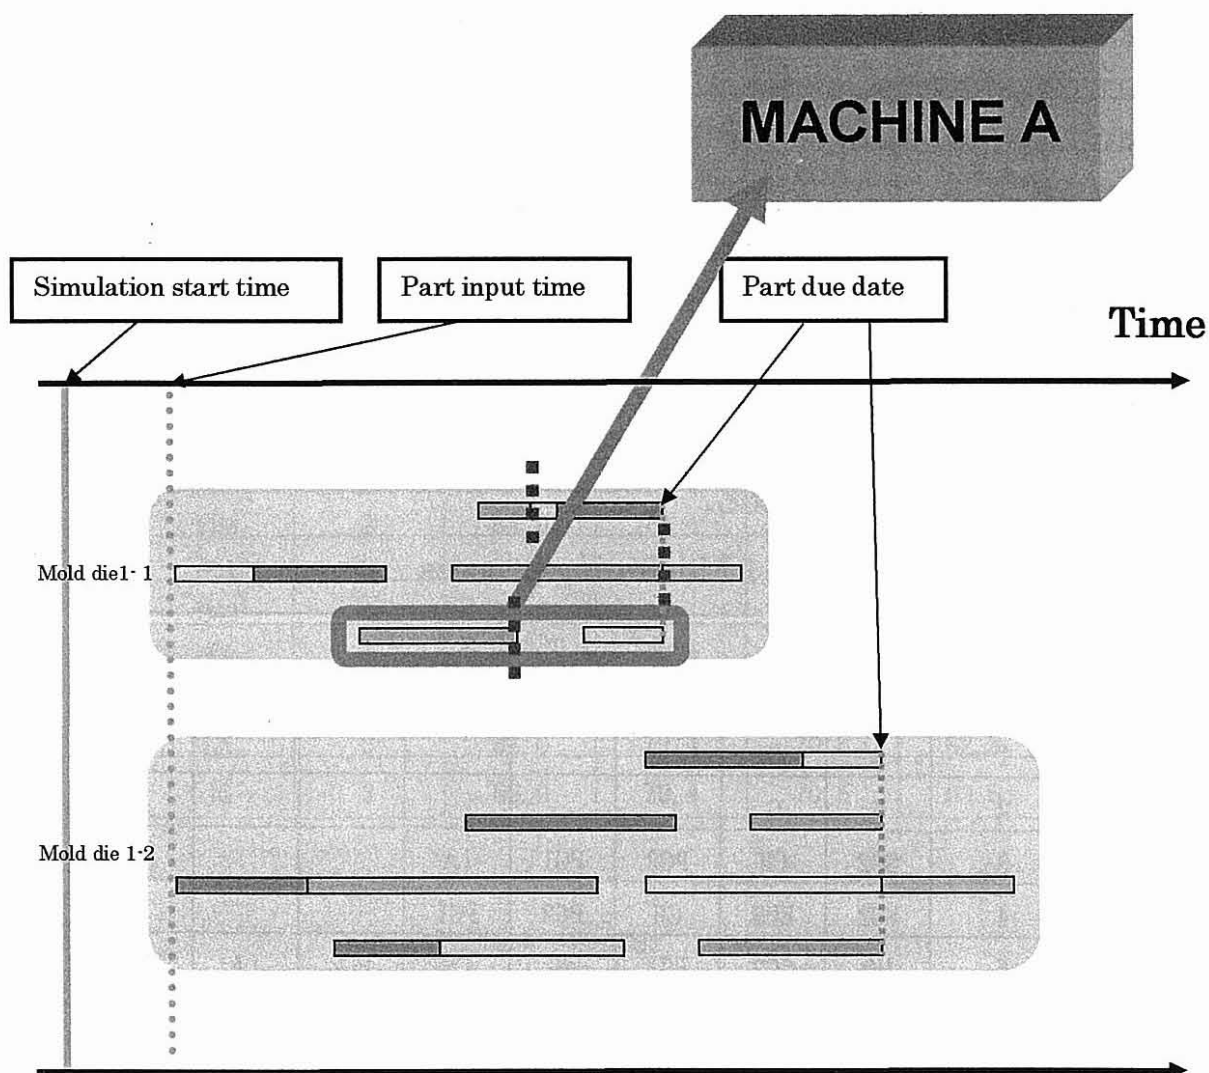 MACHINE A
Simulation start time
Part input time
Part due date
Time
Mold die1- 1
Mold die 1-2